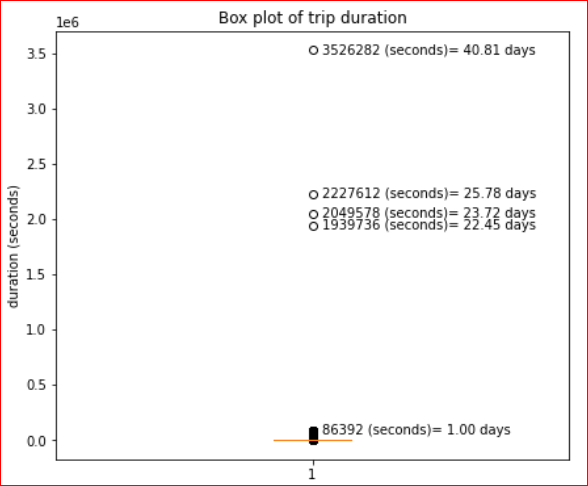 Box plot of trip duration
1e6
3.5
3526282 (seconds)= 40.81 days
3.0
2.5
2227612 (seconds)= 25.78 days
2049578 (seconds)= 23.72 days
2.0
1939736 (seconds)= 22.45 days
duration (seconds)
1.5
1.0
0.5
86392 (seconds)= 1.00 days
0.0
1